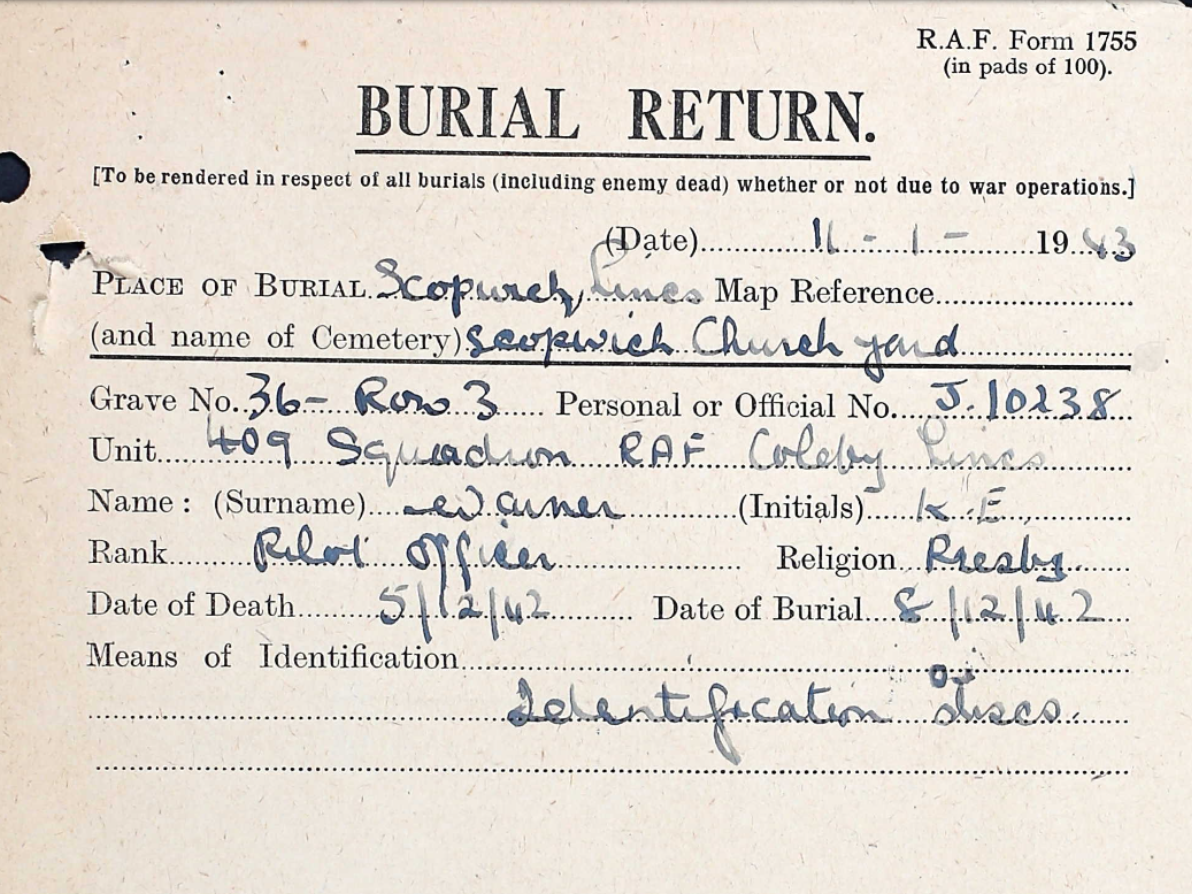 R.A.F. Form 1755
(in pads of 100).
BURIAL RETURN.
[To be rendered in respect of all burials (including enemy dead) whether or not due to war operations.]
(Date) 11 - 1 - 1943
PLACE OF BURIAL Scopwick, Lincs Map Reference
(and name of Cemetery) Scopwick Church yard
Grave No. 36 - Row 3 Personal or Official No. J.10238
Unit 409 Squadron RAF Coleby Lincs
Name: (Surname) Warner (Initials) K.E.
Rank Pilot Officer Religion Presby.
Date of Death 5/12/42 Date of Burial 8/12/42
Means of Identification
Identification discs.